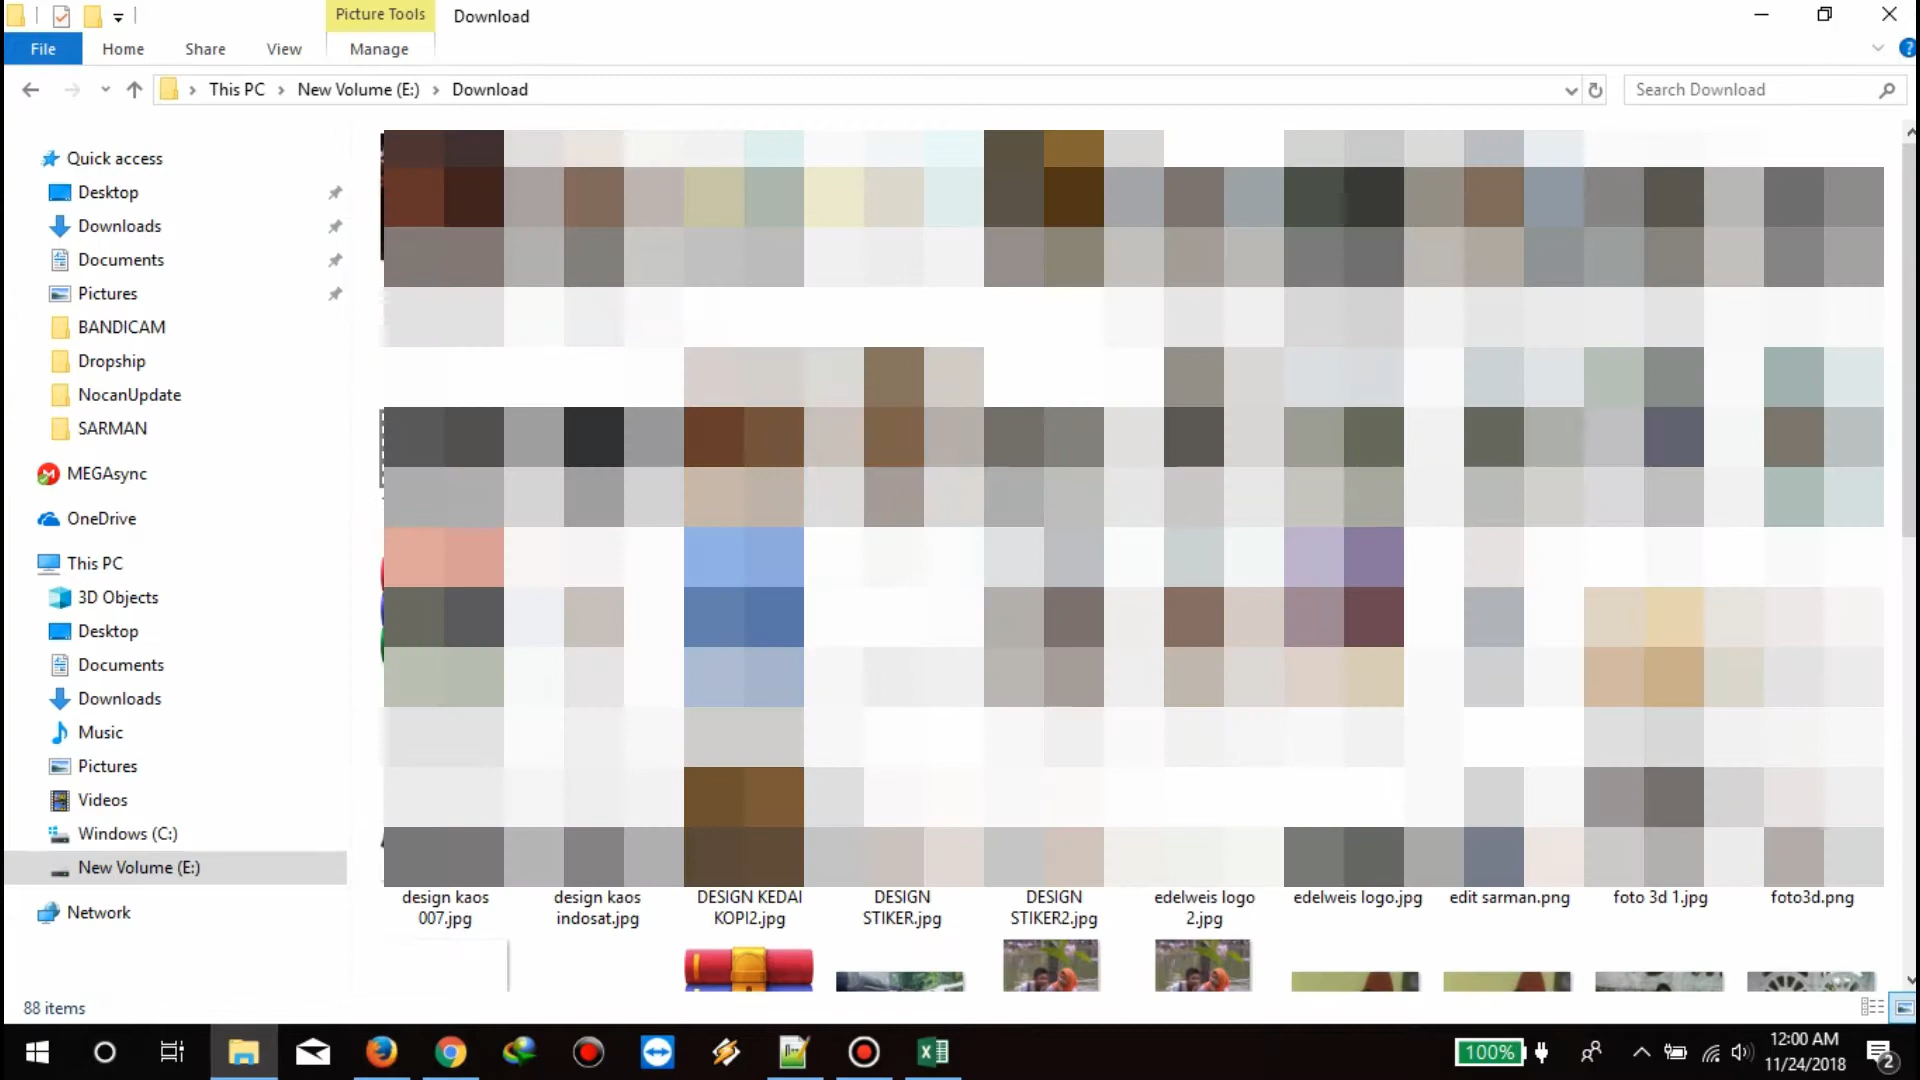 Picture Tools
Download
File
Home
Share
View
Manage
This PC
New Volume (E:)
Download
Search Download
Quick access
Desktop
Downloads
Documents
Pictures
BANDICAM
Dropship
NocanUpdate
SARMAN
MEGAsync
OneDrive
This PC
3D Objects
Desktop
Documents
Downloads
Music
Pictures
Videos
Windows (C:)
New Volume (E:)
Network
design kaos
007.jpg
design kaos
indosat.jpg
DESIGN KEDAI
KOPI2.jpg
DESIGN
STIKER.jpg
DESIGN
STIKER2.jpg
edelweis logo
2.jpg
edelweis logo.jpg
edit sarman.png
foto 3d 1.jpg
foto3d.png
88 items
100%
12:00 AM
11/24/2018
2